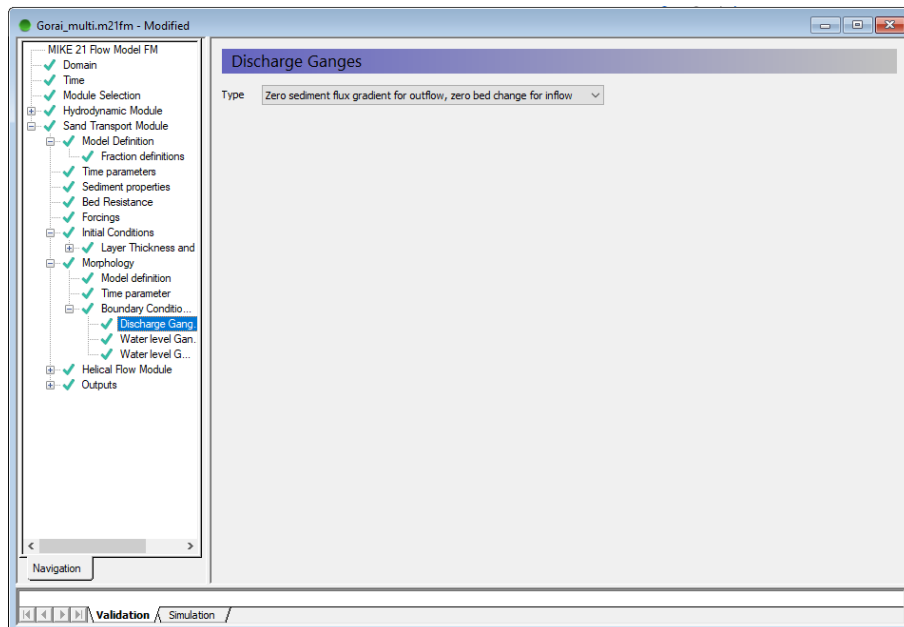 Gorai_multi.m21fm - Modified
MIKE 21 Flow Model FM
Domain
Time
Module Selection
Hydrodynamic Module
Sand Transport Module
Model Definition
Fraction definitions
Time parameters
Sediment properties
Bed Resistance
Forcings
Initial Conditions
Layer Thickness and
Morphology
Model definition
Time parameter
Boundary Conditio...
Discharge Gang.
Water level Gan.
Water level G...
Helical Flow Module
Outputs
Navigation
Discharge Ganges
Type Zero sediment flux gradient for outflow, zero bed change for inflow
Validation Simulation